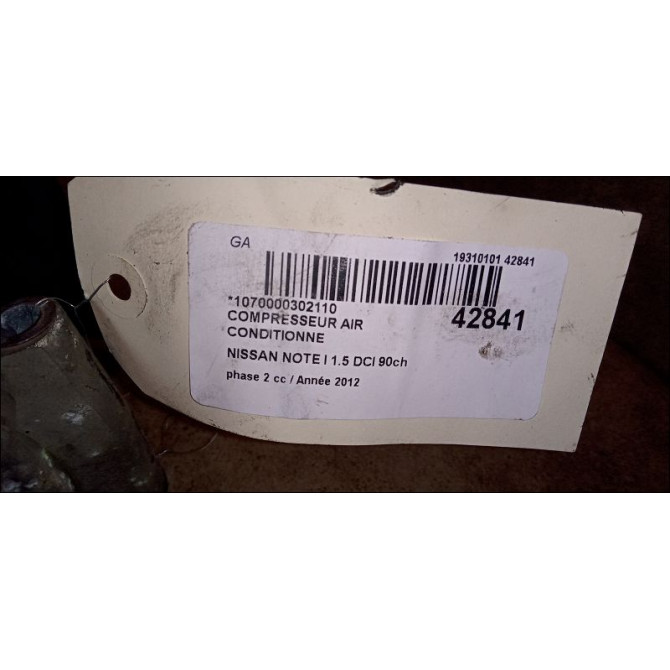 GA
19310101 42841
*1070000302110
42841
COMPRESSEUR AIR
CONDITIONNE
NISSAN NOTE I 1.5 DCI 90ch
phase 2 cc / Année 2012